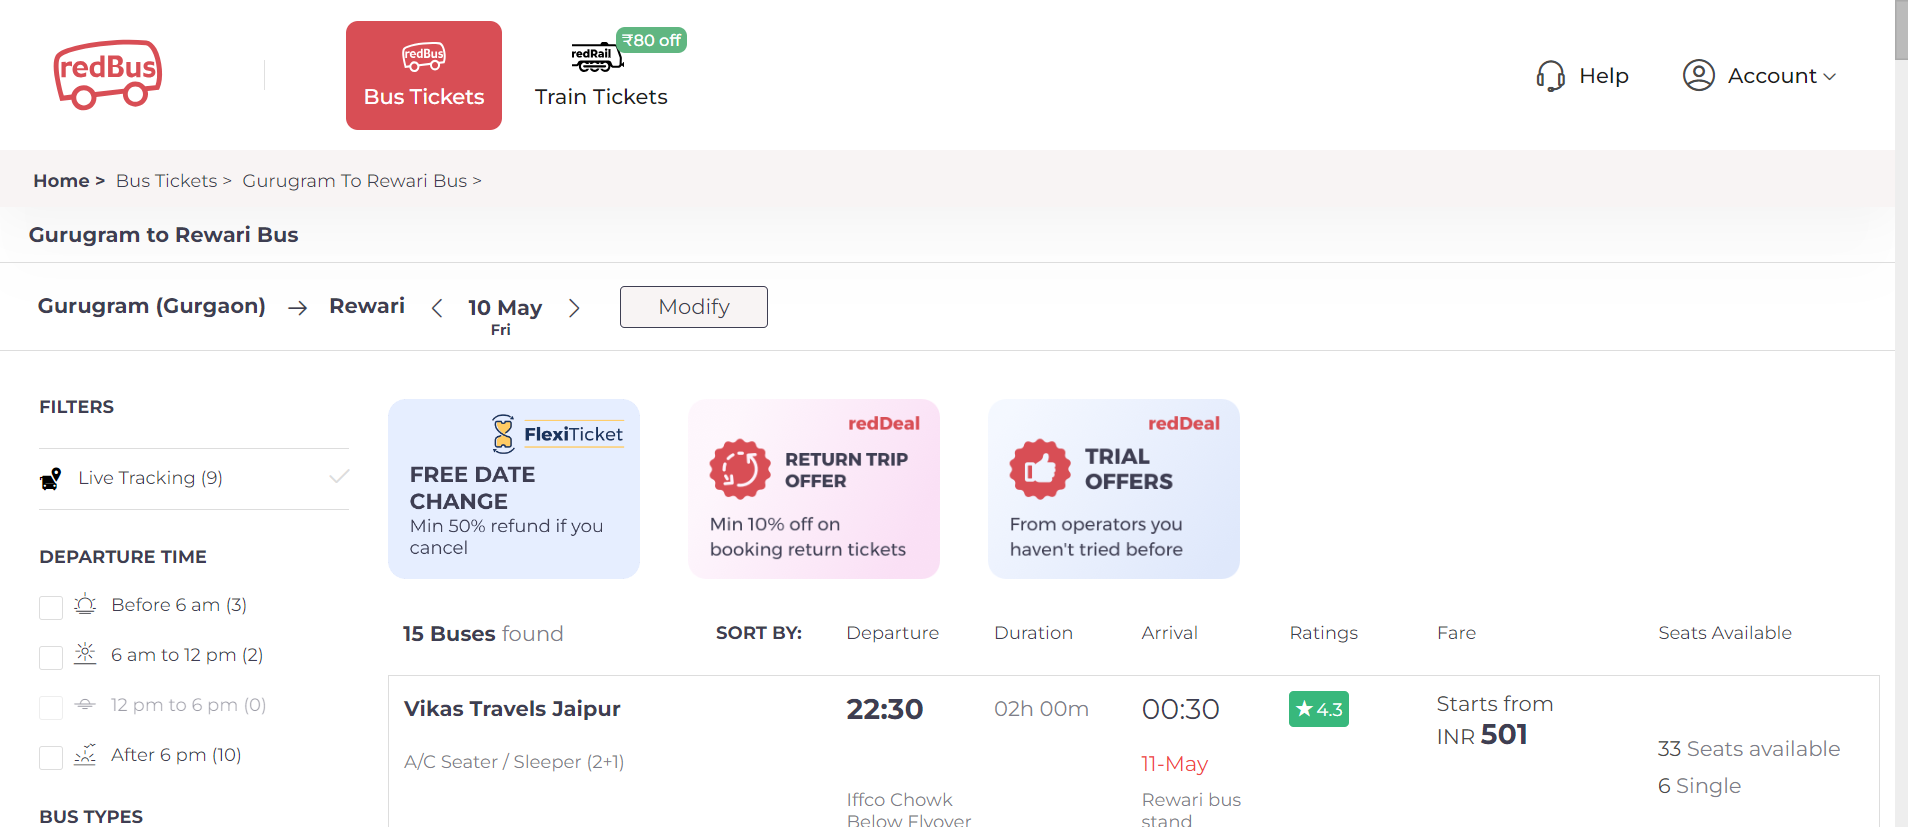 redBus
redBus
Bus Tickets
redRail
₹80 off
Train Tickets
Help
Account
Home > Bus Tickets > Gurugram To Rewari Bus >
Gurugram to Rewari Bus
Gurugram (Gurgaon) → Rewari < 10 May >
Fri
Modify
FILTERS
Live Tracking (9)
DEPARTURE TIME
Before 6 am (3)
6 am to 12 pm (2)
12 pm to 6 pm (0)
After 6 pm (10)
BUS TYPES
FlexiTicket
FREE DATE
CHANGE
Min 50% refund if you
cancel
redDeal
RETURN TRIP
OFFER
Min 10% off on
booking return tickets
redDeal
TRIAL
OFFERS
From operators you
haven't tried before
15 Buses found SORT BY: Departure Duration Arrival Ratings Fare Seats Available
Vikas Travels Jaipur
A/C Seater / Sleeper (2+1)
22:30
Iffco Chowk
Below Flyover
02h 00m
00:30
11-May
Rewari bus
stand
★ 4.3
Starts from
INR 501
33 Seats available
6 Single